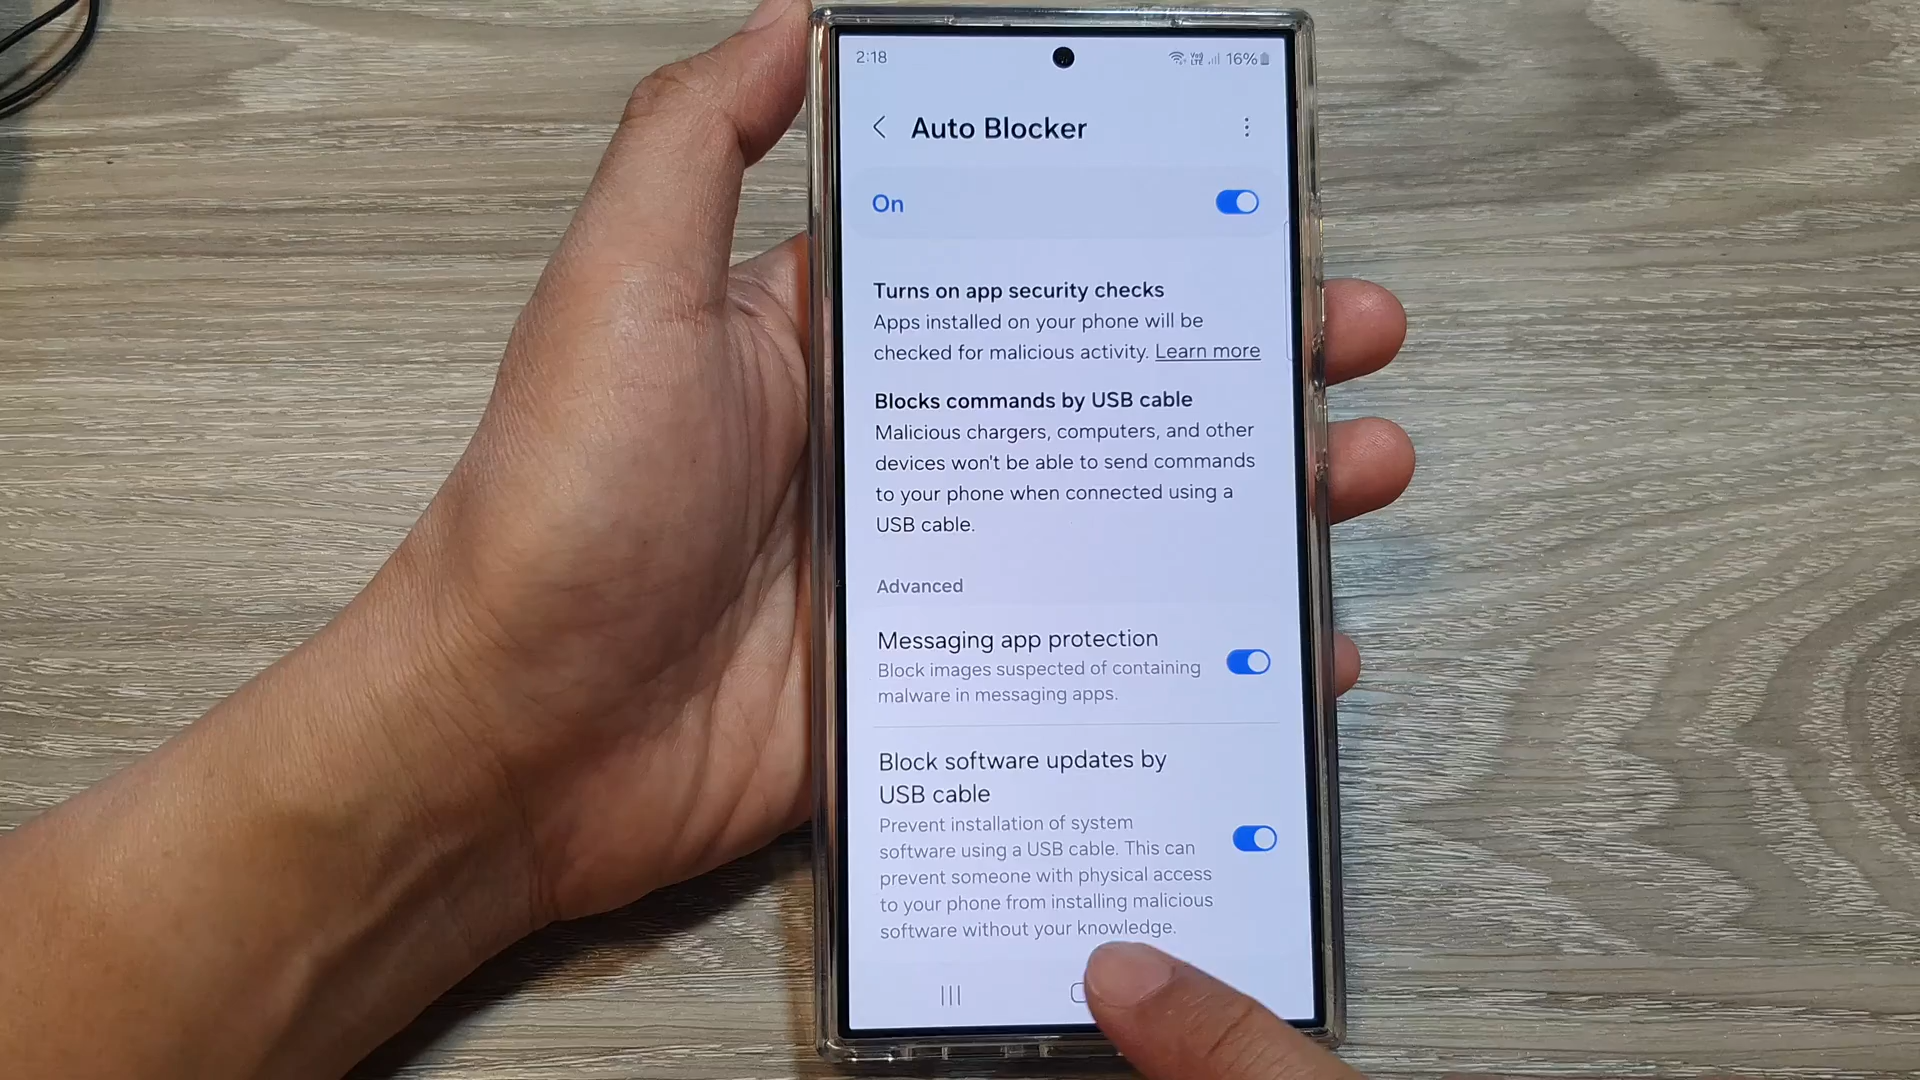 2:18
Vo) LTE 16%
Auto Blocker
On
Turns on app security checks
Apps installed on your phone will be
checked for malicious activity. Learn more
Blocks commands by USB cable
Malicious chargers, computers, and other
devices won't be able to send commands
to your phone when connected using a
USB cable.
Advanced
Messaging app protection
Block images suspected of containing
malware in messaging apps.
Block software updates by
USB cable
Prevent installation of system
software using a USB cable. This can
prevent someone with physical access
to your phone from installing malicious
software without your knowledge.